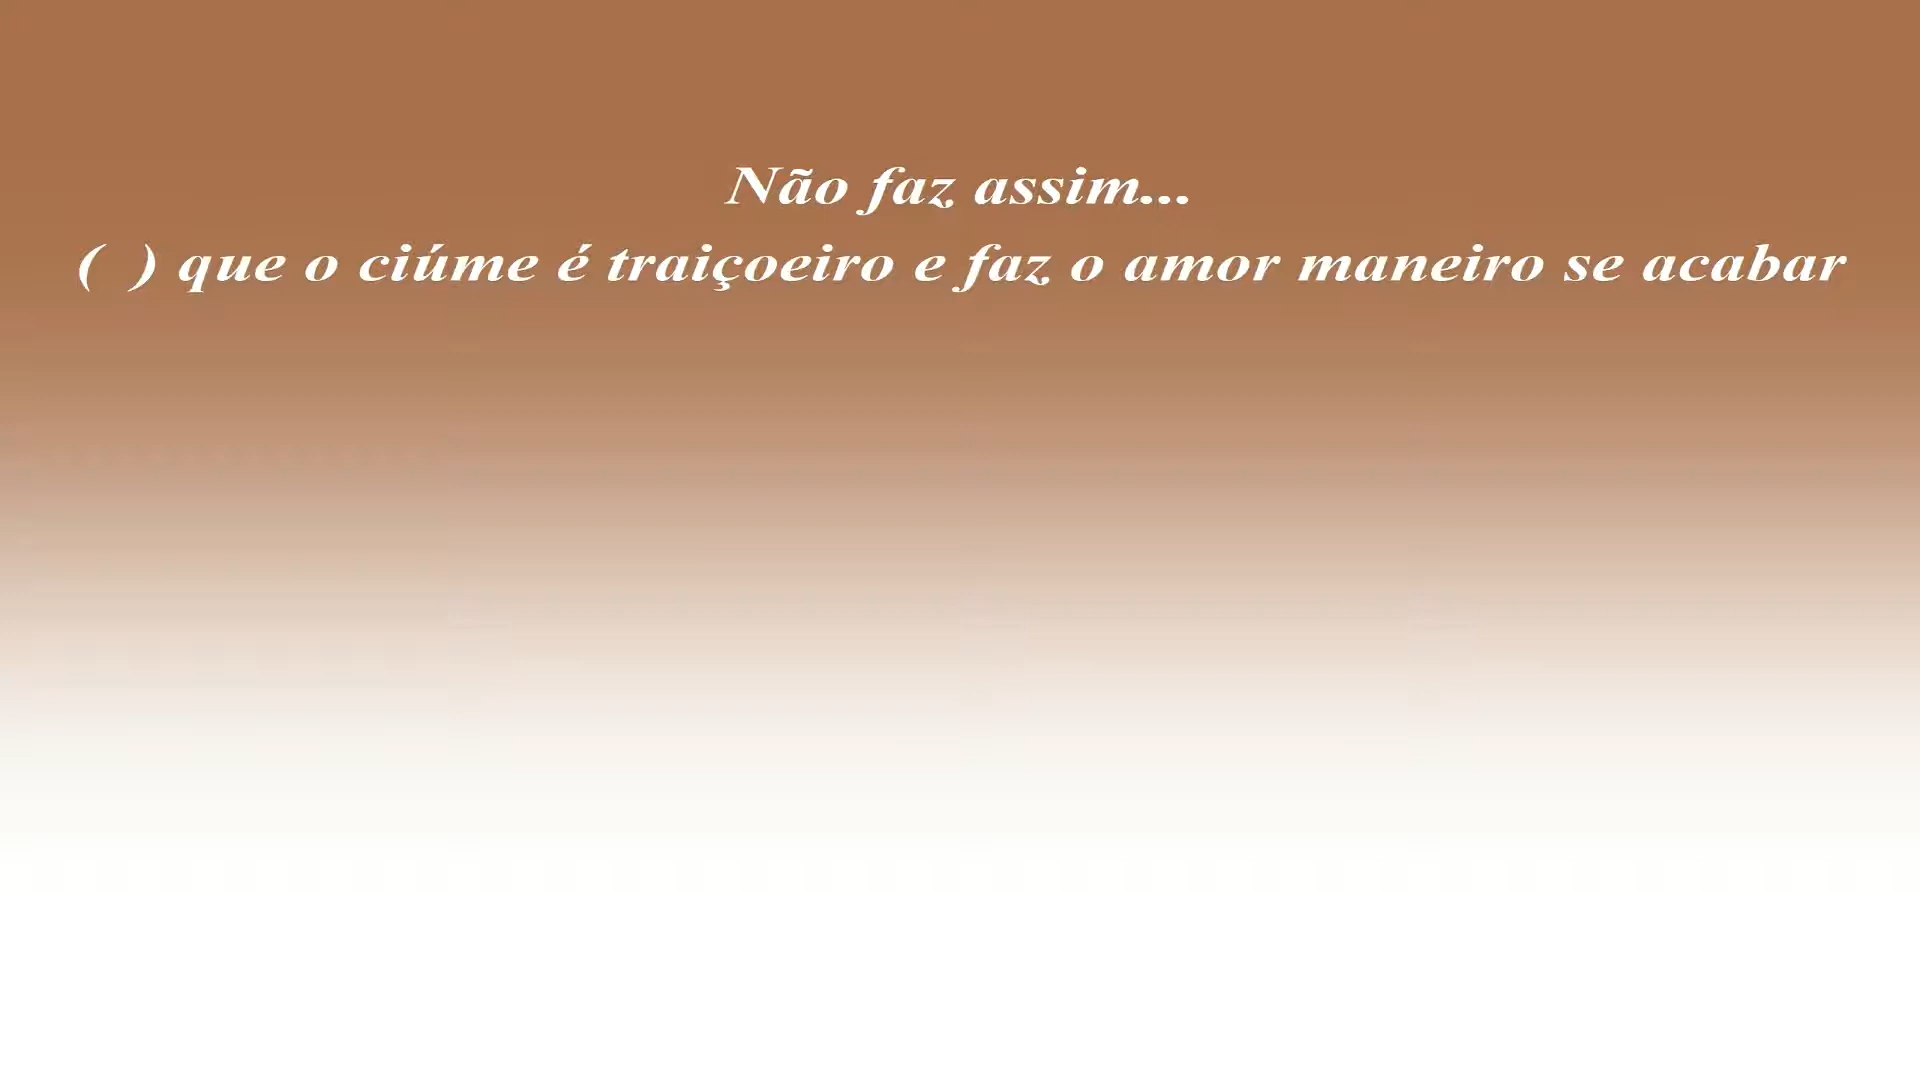 Não faz assim...
(  ) que o ciúme é traiçoeiro e faz o amor maneiro se acabar